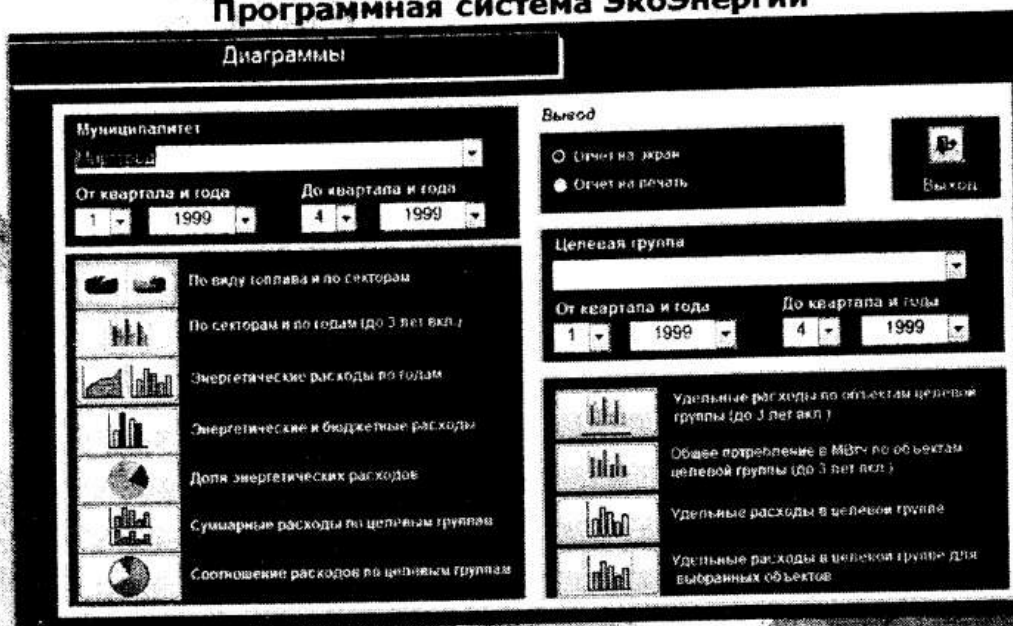 Программная система ЭкоЭнергии
Диаграммы
Муниципалитет
От квартала и года
До квартала и года
1
1999
4
1999
По виду топлива и по секторам
По секторам и по годам (до 3 лет вкл.)
Энергетические расходы по годам
Энергетические и бюджетные расходы
Доля энергетических расходов
Суммарные расходы по целевым группам
Соотношение расходов по целевым группам
Вывод
Отчет на экран
Отчет на печать
Выход
Целевая группа
От квартала и года
До квартала и года
1
1999
4
1999
Удельные расходы по объектам целевой
группы (до 3 лет вкл.)
Общее потребление в МВтч по объектам
целевой группы (до 3 лет вкл.)
Удельные расходы в целевой группе
Удельные расходы в целевой группе для
выбранных объектов